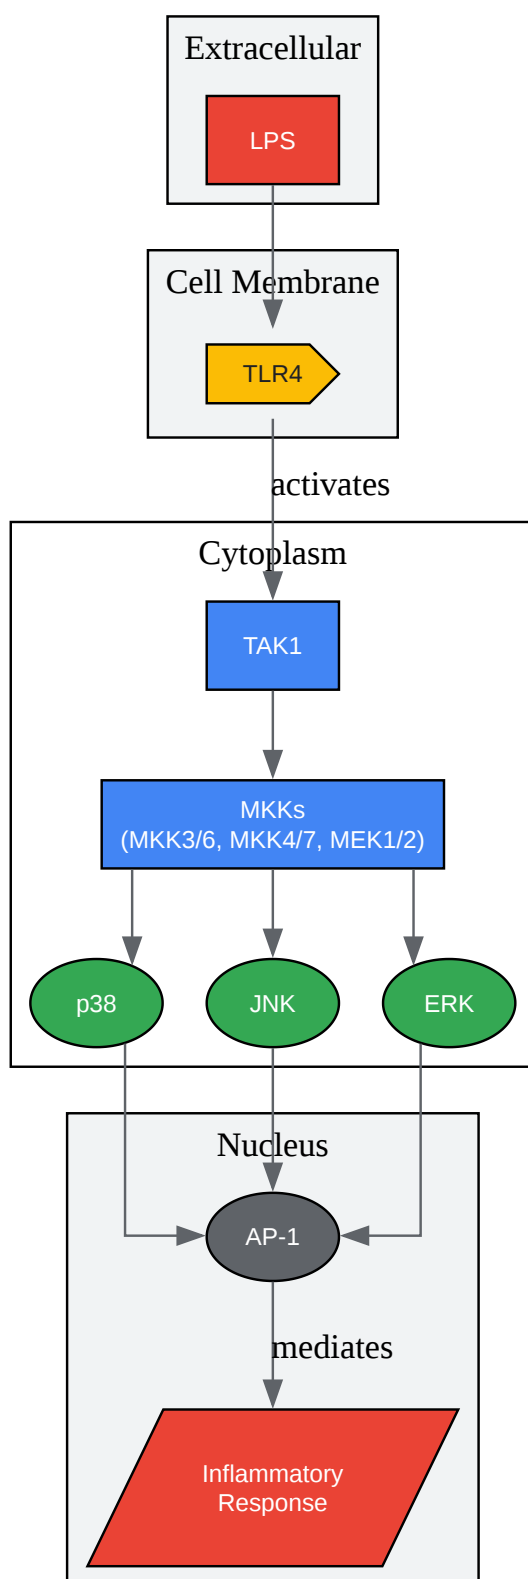 Extracellular
LPS
Cell Membrane
TLR4
activates
Cytoplasm
TAK1
MKKs
(MKK3/6, MKK4/7, MEK1/2)
p38
JNK
ERK
Nucleus
AP-1
mediates
Inflammatory
Response